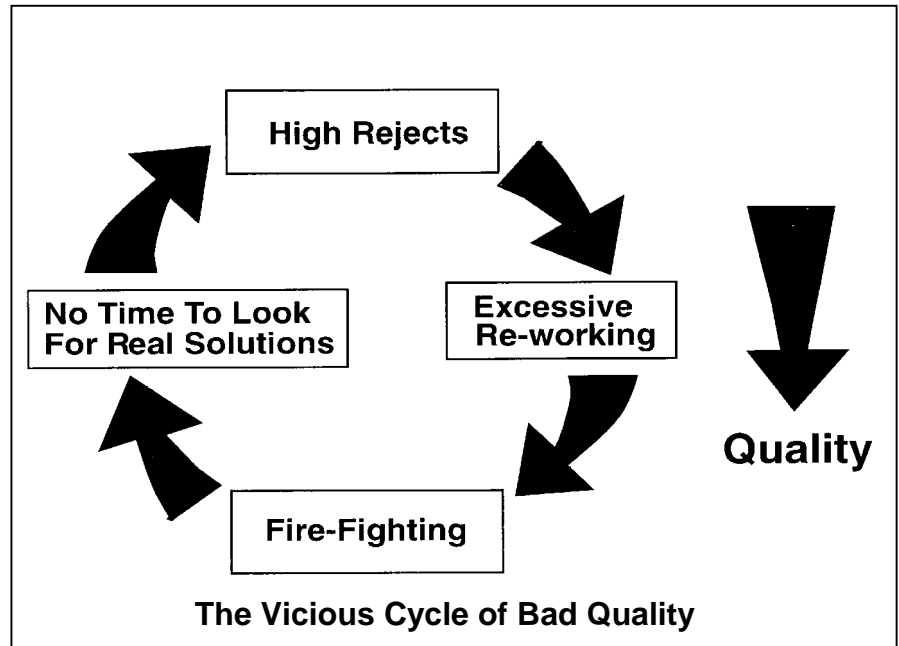 High Rejects
Excessive
Re-working
No Time To Look
For Real Solutions
Fire-Fighting
Quality
The Vicious Cycle of Bad Quality